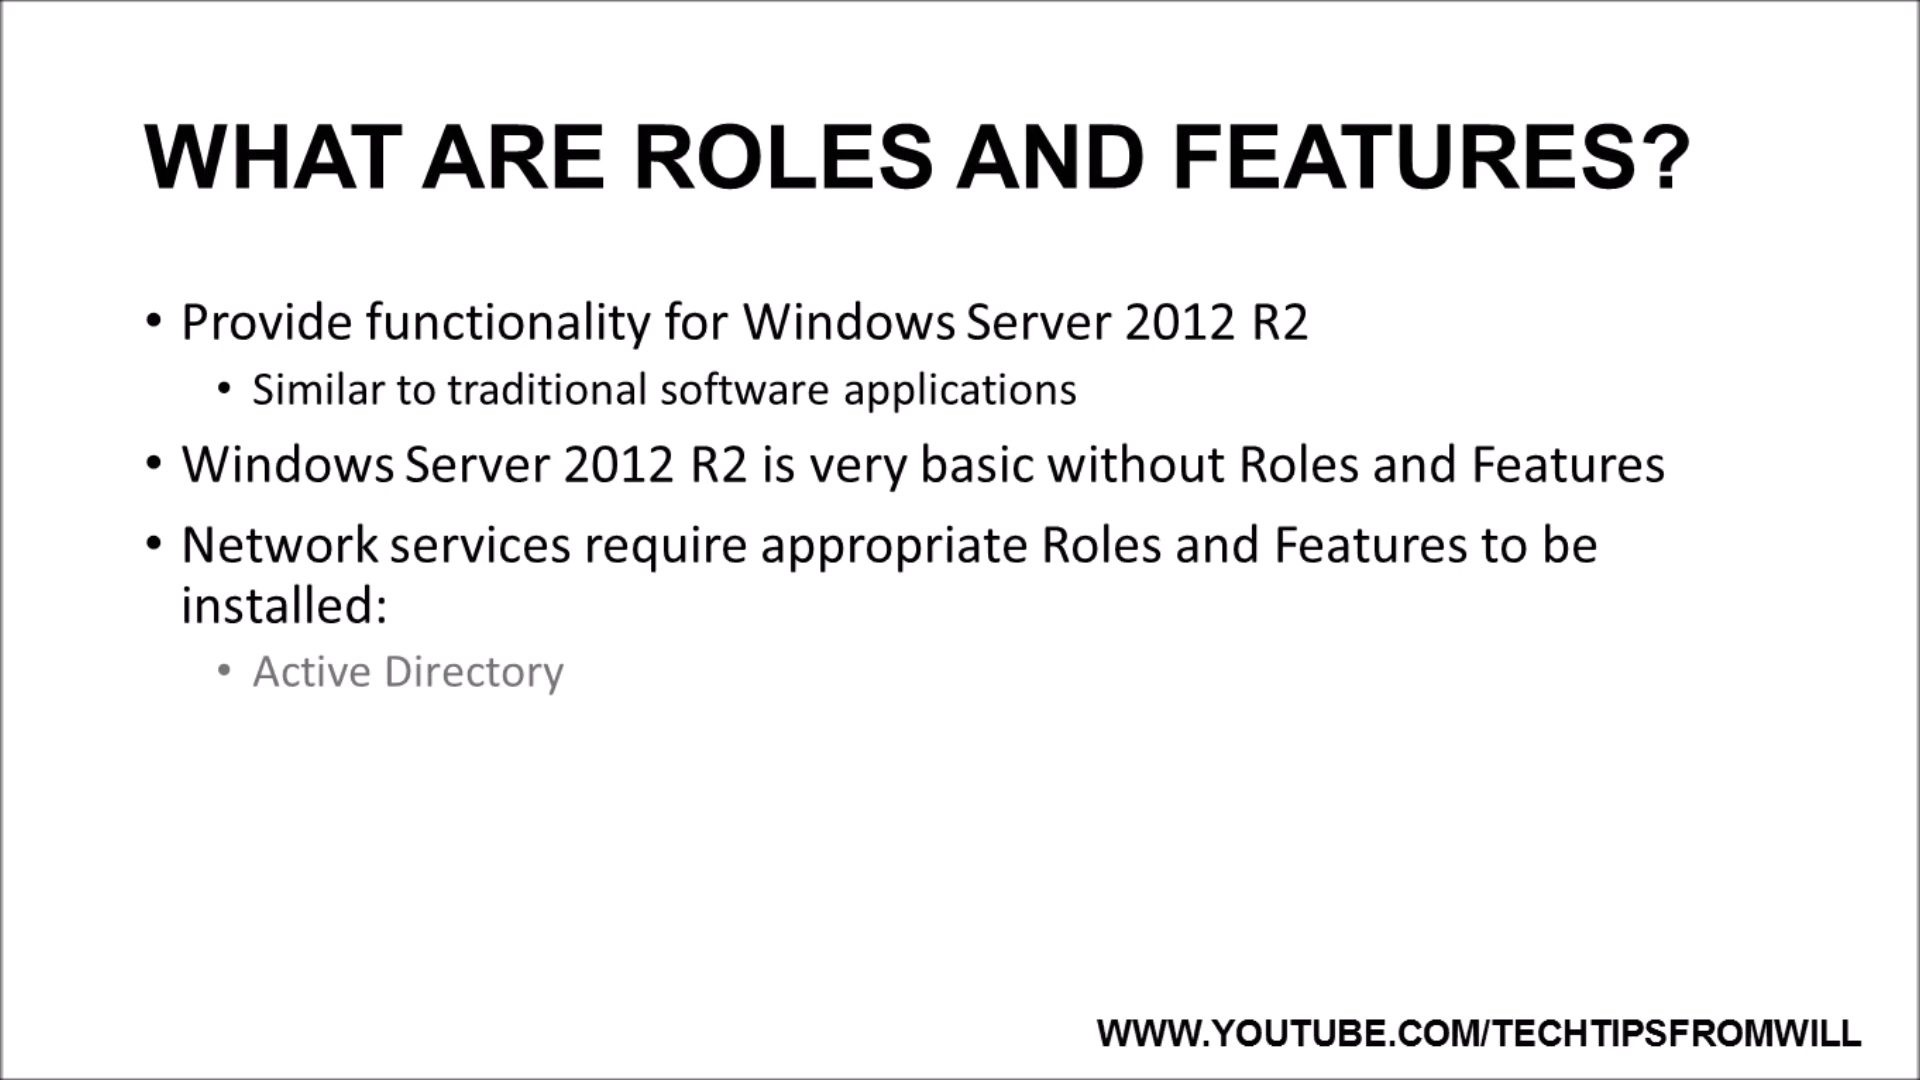 WHAT ARE ROLES AND FEATURES?
• Provide functionality for Windows Server 2012 R2
• Similar to traditional software applications
• Windows Server 2012 R2 is very basic without Roles and Features
• Network services require appropriate Roles and Features to be
installed:
• Active Directory
WWW.YOUTUBE.COM/TECHTIPSFROMWILL